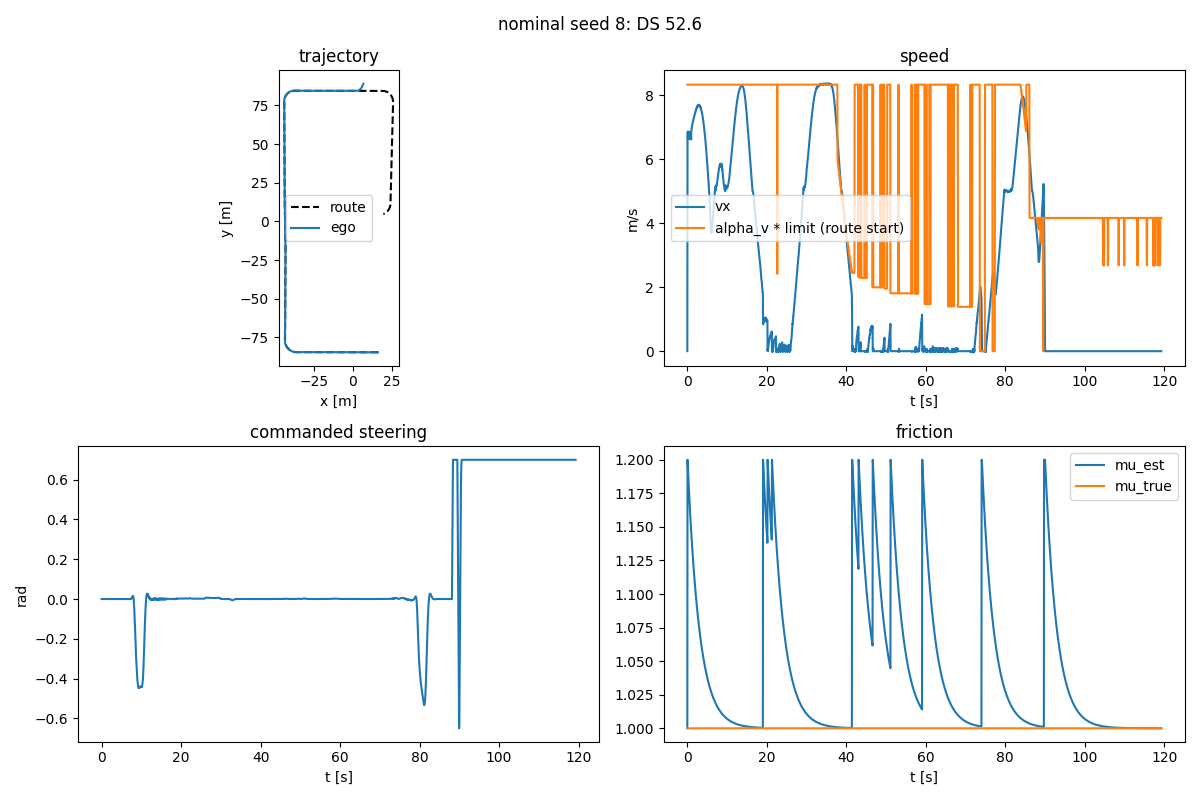 nominal seed 8: DS 52.6
trajectory
75
50
25
0
−25
−50
−75
y [m]
−25
0
25
x [m]
route
ego
speed
8
6
4
2
0
m/s
0
20
40
60
80
100
120
t [s]
vx
alpha_v * limit (route start)
commanded steering
0.6
0.4
0.2
0.0
−0.2
−0.4
−0.6
rad
0
20
40
60
80
100
120
t [s]
friction
1.200
1.175
1.150
1.125
1.100
1.075
1.050
1.025
1.000
0
20
40
60
80
100
120
t [s]
mu_est
mu_true